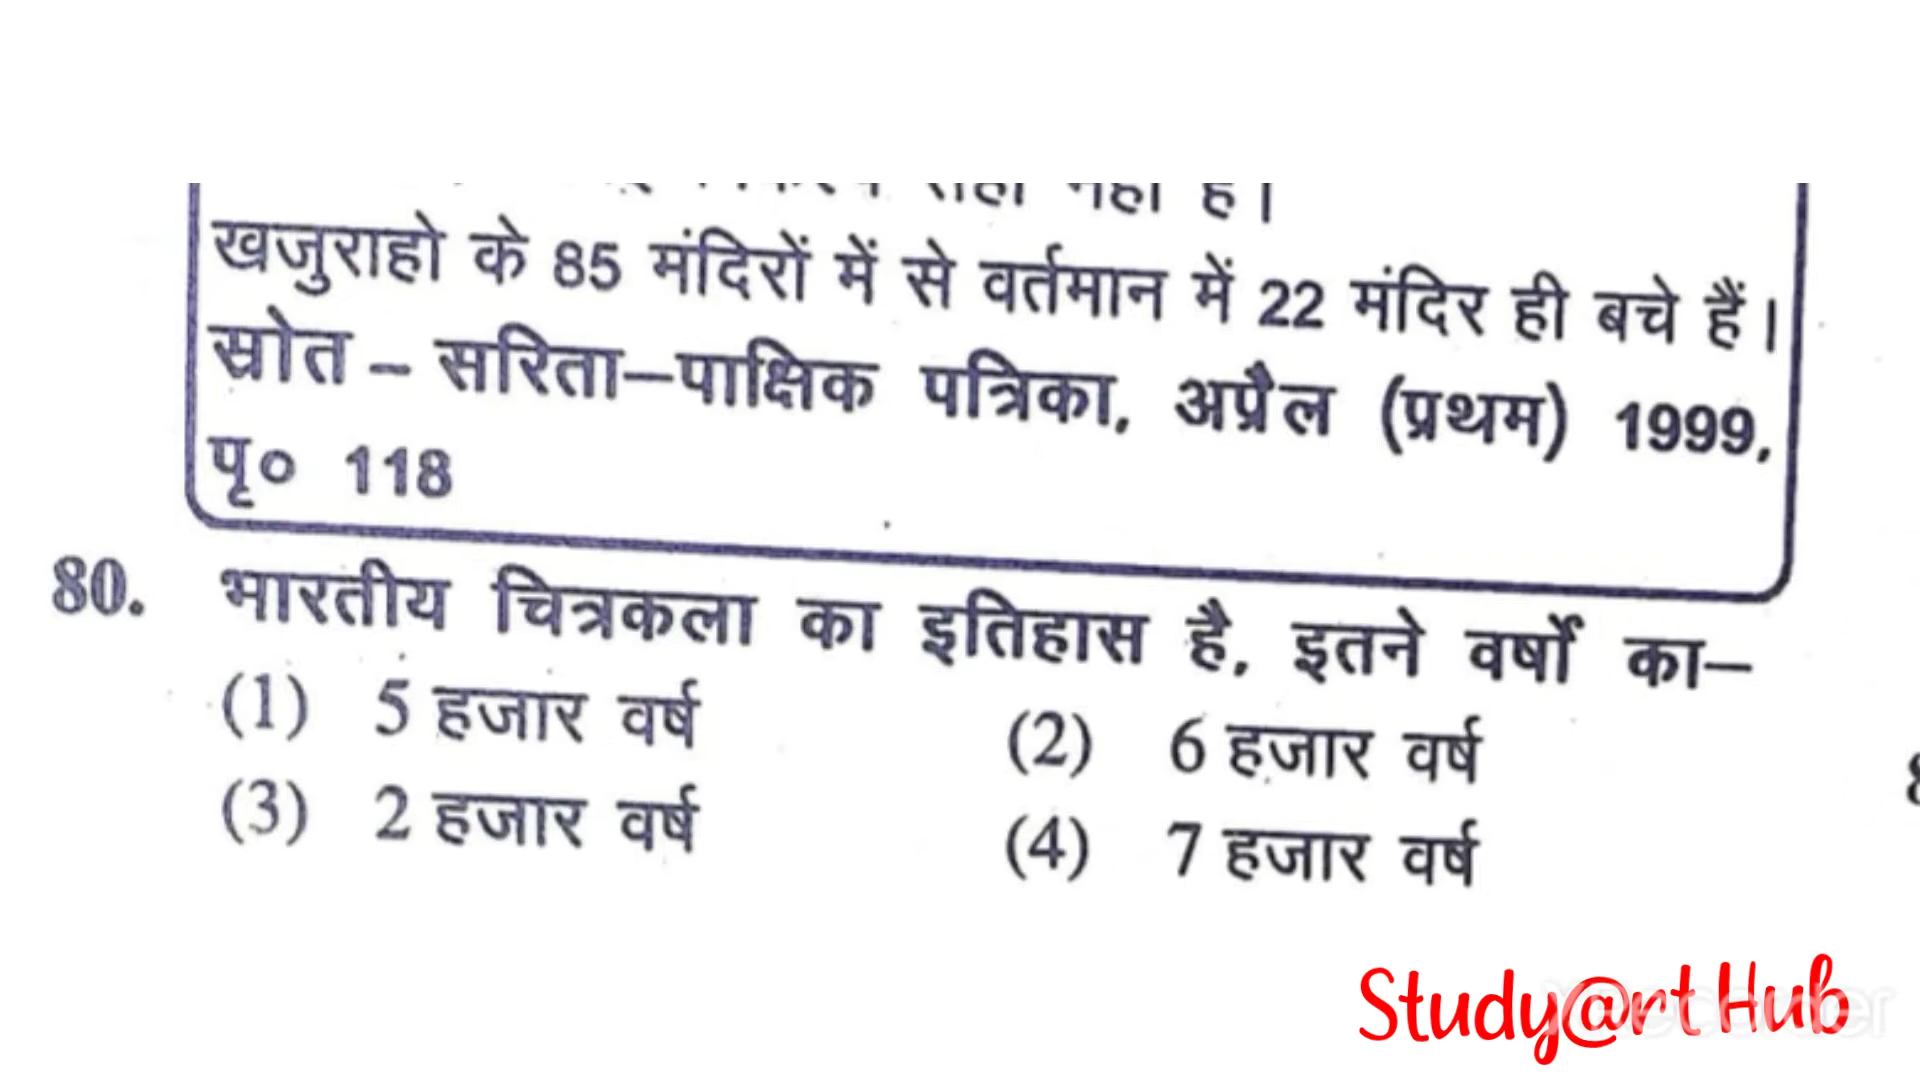 खजुराहो के 85 मंदिरों में से वर्तमान में 22 मंदिर ही बचे हैं।
स्रोत – सरिता–पाक्षिक पत्रिका, अप्रैल (प्रथम) 1999,
पृ० 118
80. भारतीय चित्रकला का इतिहास है, इतने वर्षों का–
(1) 5 हजार वर्ष (2) 6 हजार वर्ष
(3) 2 हजार वर्ष (4) 7 हजार वर्ष
Study@rt Hub